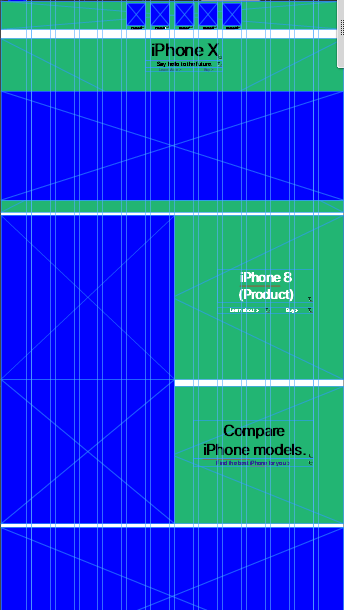 iPhone X
Say hello to the future.
iPhone 8
(Product)
Learn about > Buy >
Compare
iPhone models.
Find the best iPhone for you >